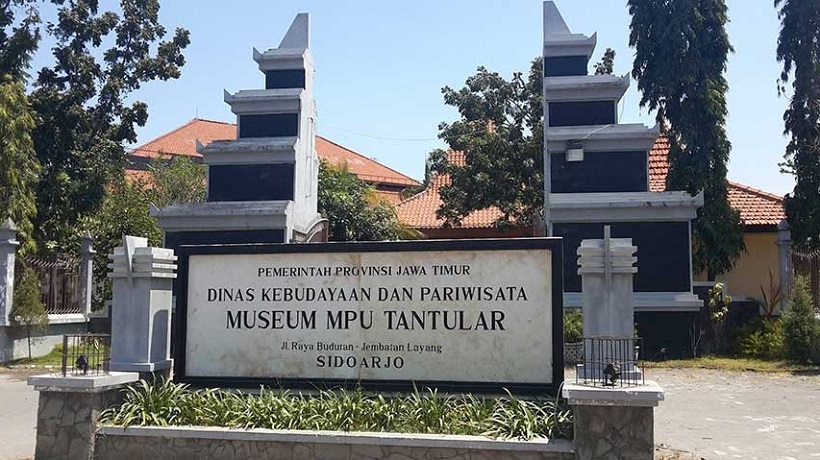 PEMERINTAH PROVINSI JAWA TIMUR
DINAS KEBUDAYAAN DAN PARIWISATA
MUSEUM MPU TANTULAR
Jl. Raya Buduran - Jembatan Layang
SIDOARJO